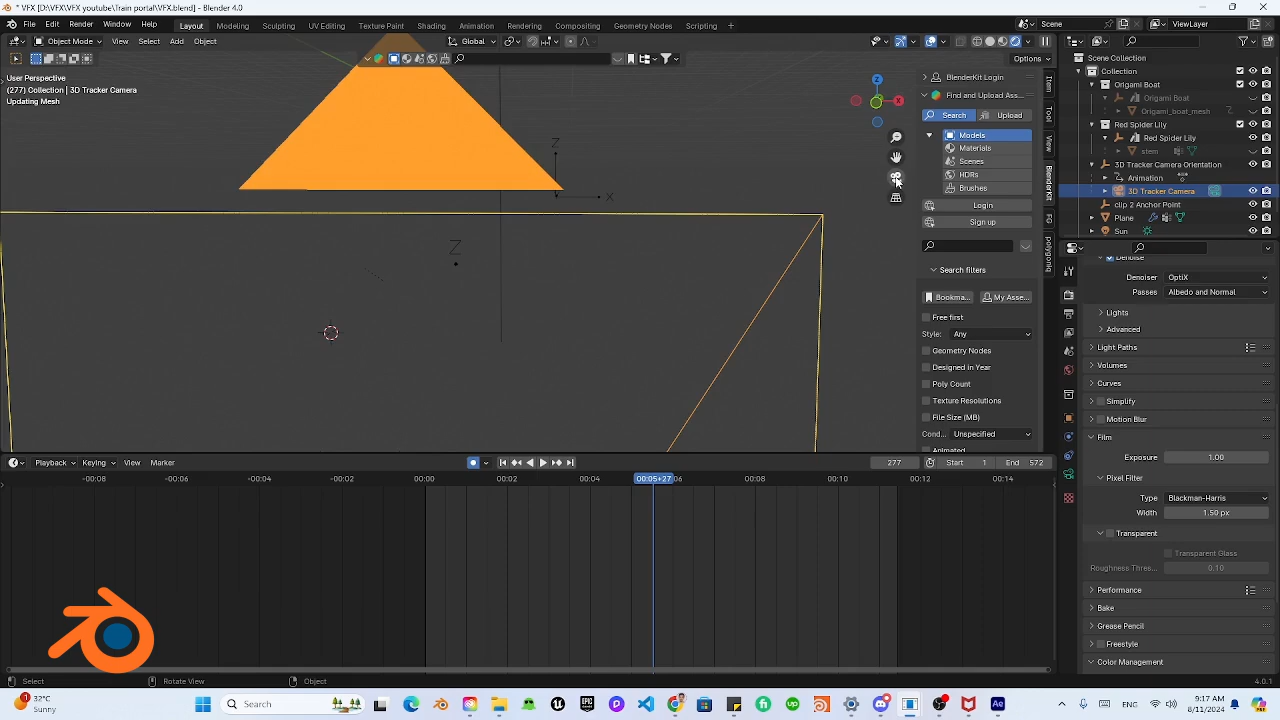 * VFX [D:\VFX\VFX youtube\Train portal\VFX.blend] - Blender 4.0
File Edit Render Window Help Layout Modeling Sculpting UV Editing Texture Paint Shading Animation Rendering Compositing Geometry Nodes Scripting + Scene ViewLayer
Object Mode View Select Add Object Global
Options
User Perspective
(277) Collection | 3D Tracker Camera
Updating Mesh
Z
X
Z
Z
X
BlenderKit Login
Find and Upload Ass...
Search Upload
Models
Materials
Scenes
HDRs
Brushes
Login
Sign up
Search filters
Bookma... My Asse...
Free first
Style: Any
Geometry Nodes
Designed in Year
Poly Count
Texture Resolutions
File Size (MB)
Cond... Unspecified
Animated
Item
Tool
View
BlenderKit
FG
polygoniq
Scene Collection
Collection
Origami Boat
Origami Boat
Origami_boat_mesh
Red Spider Lily
Red Spider Lily
stem
3D Tracker Camera Orientation
Animation
3D Tracker Camera
clip 2 Anchor Point
Plane
Sun
Denoise
Denoiser OptiX
Passes Albedo and Normal
Lights
Advanced
Light Paths
Volumes
Curves
Simplify
Motion Blur
Film
Exposure 1.00
Pixel Filter
Type Blackman-Harris
Width 1.50 px
Transparent
Transparent Glass
Roughness Thres... 0.10
Performance
Bake
Grease Pencil
Freestyle
Color Management
Playback Keying View Marker 277 Start 1 End 572
-00:08 -00:06 -00:04 -00:02 00:00 00:02 00:04 00:05+27 06 00:08 00:10 00:12 00:14
Select Rotate View Object 4.0.1
32°C
Sunny
Search
9:17 AM
8/11/2024